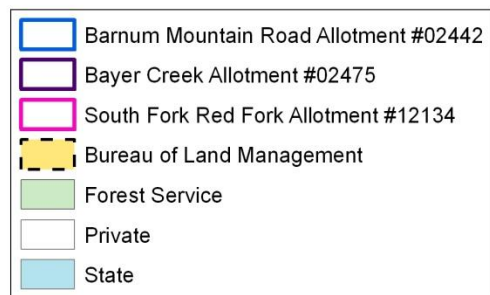 Barnum Mountain Road Allotment #02442
Bayer Creek Allotment #02475
South Fork Red Fork Allotment #12134
Bureau of Land Management
Forest Service
Private
State